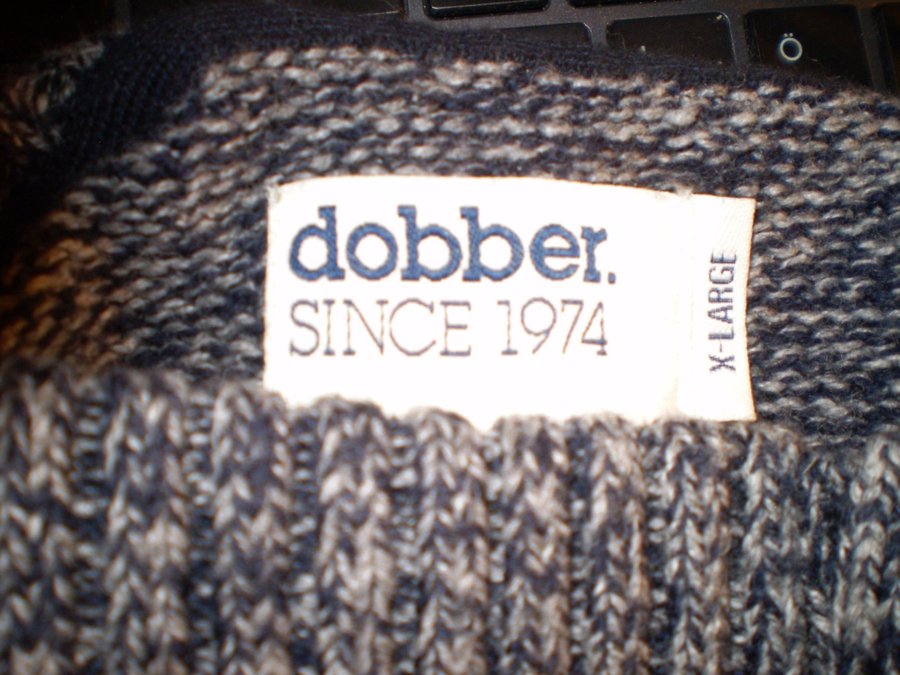 Ö
dobber.
SINCE 1974
X-LARGE